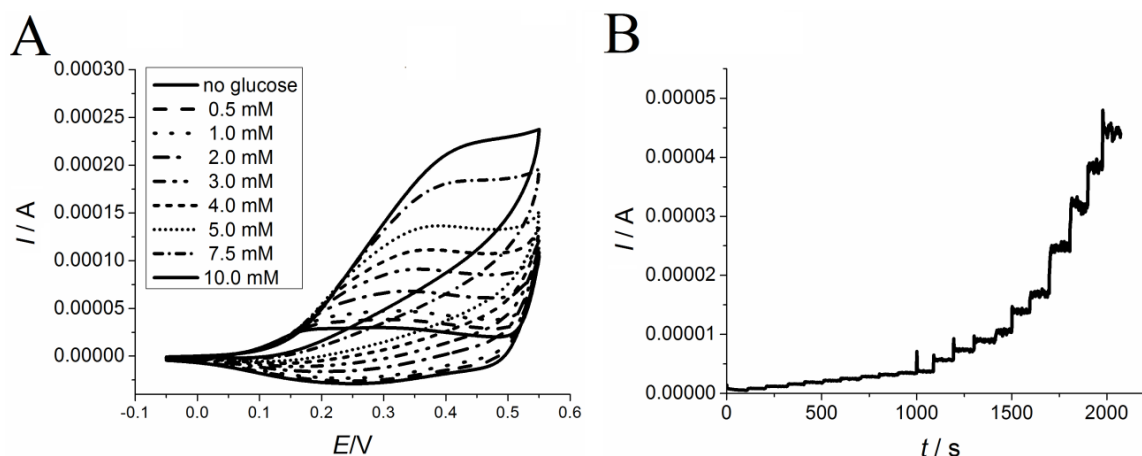 A
0.00030
0.00025
0.00020
0.00015
0.00010
0.00005
0.00000
I / A
no glucose
0.5 mM
1.0 mM
2.0 mM
3.0 mM
4.0 mM
5.0 mM
7.5 mM
10.0 mM
-0.1 0.0 0.1 0.2 0.3 0.4 0.5 0.6
E/V
B
0.00005
0.00004
0.00003
0.00002
0.00001
0.00000
I / A
0 500 1000 1500 2000
t / s